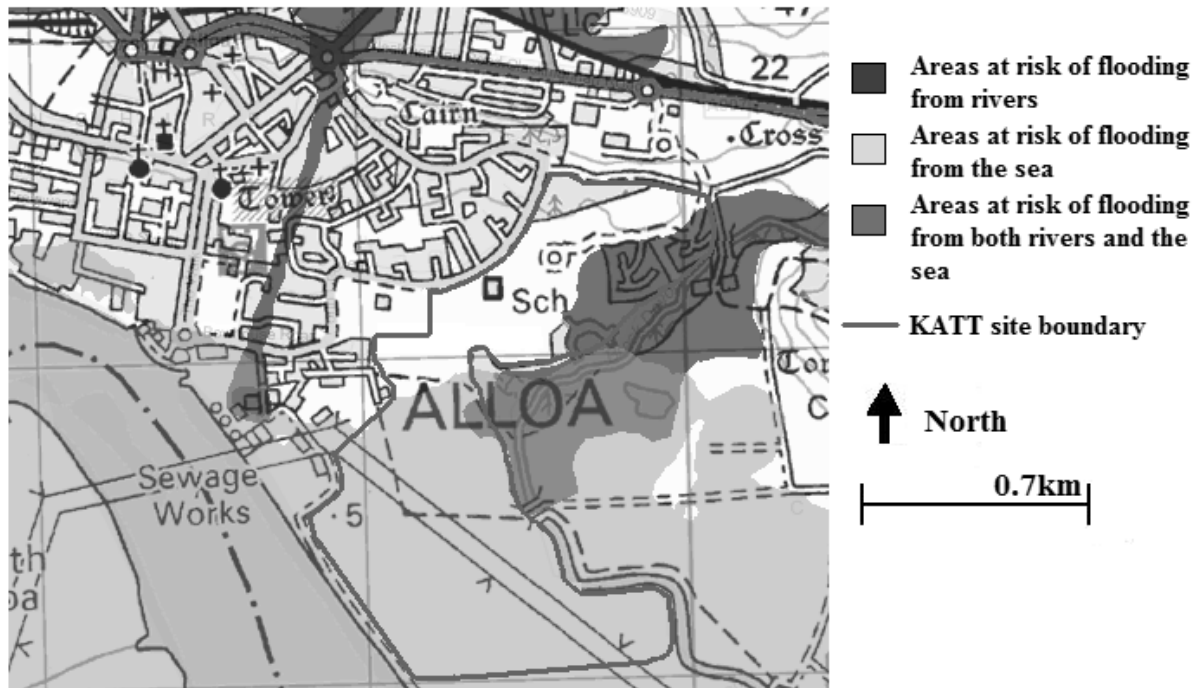 22
Cairn
Cross
Tower
Sch
ALLOA
Sewage
Works
5
Areas at risk of flooding
from rivers
Areas at risk of flooding
from the sea
Areas at risk of flooding
from both rivers and the
sea
KATT site boundary
North
0.7km